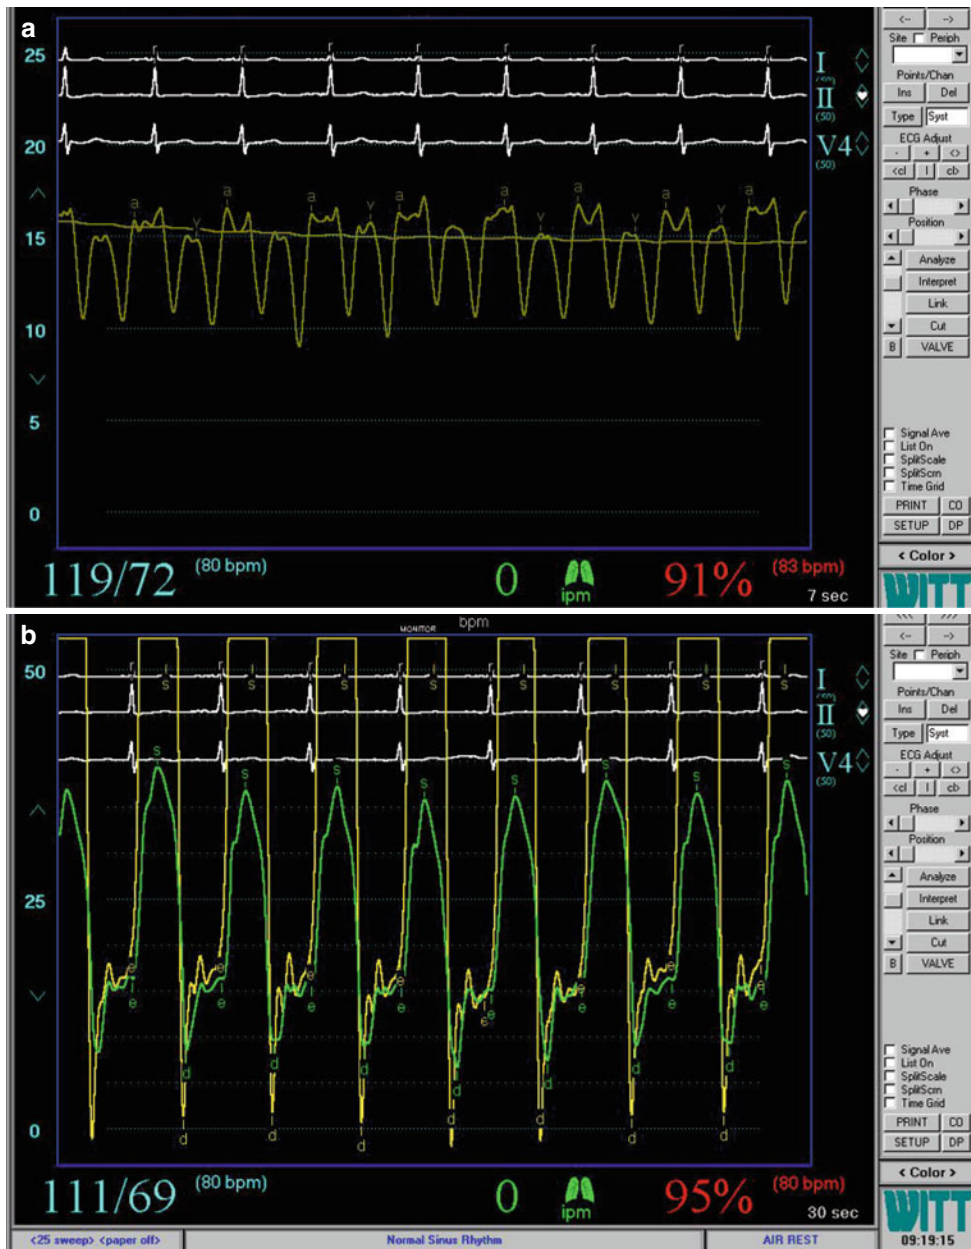 a
25
20
15
10
5
0
r r r r r r r r
I
II
(50)
V4
(50)
a v a a v a a v a v a v a
119/72 (80 bpm) 0 ipm 91% (83 bpm)
7 sec
<-- -->
Site Periph
Points/Chan
Ins Del
Type Syst
ECG Adjust
- + <>
<cl I cl>
Phase
Position
Analyze
Interpret
Link
Cut
B VALVE
Signal Ave
List On
SplitScale
SplitScrn
Time Grid
PRINT CO
SETUP DP
< Color >
WITT
b
MONITOR bpm
50
25
0
r r r r r r r r
I
II
(50)
V4
(50)
s s s s s s s s
e e e e e e e e
d d d d d d d
111/69 (80 bpm) 0 ipm 95% (80 bpm)
30 sec
<<< >>>
<-- -->
Site Periph
Points/Chan
Ins Del
Type Syst
ECG Adjust
- + <>
<cl I cl>
Phase
Position
Analyze
Interpret
Link
Cut
B VALVE
Signal Ave
List On
SplitScale
SplitScrn
Time Grid
PRINT CO
SETUP DP
< Color >
WITT
09:19:15
<25 sweep> <paper off> Normal Sinus Rhythm AIR REST